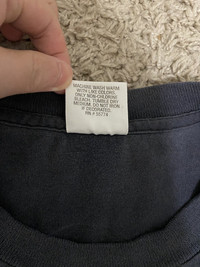 MACHINE WASH WARM
WITH LIKE COLORS.
ONLY NON-CHLORINE
BLEACH. TUMBLE DRY
MEDIUM. DO NOT IRON
IF DECORATED.
RN # 15774